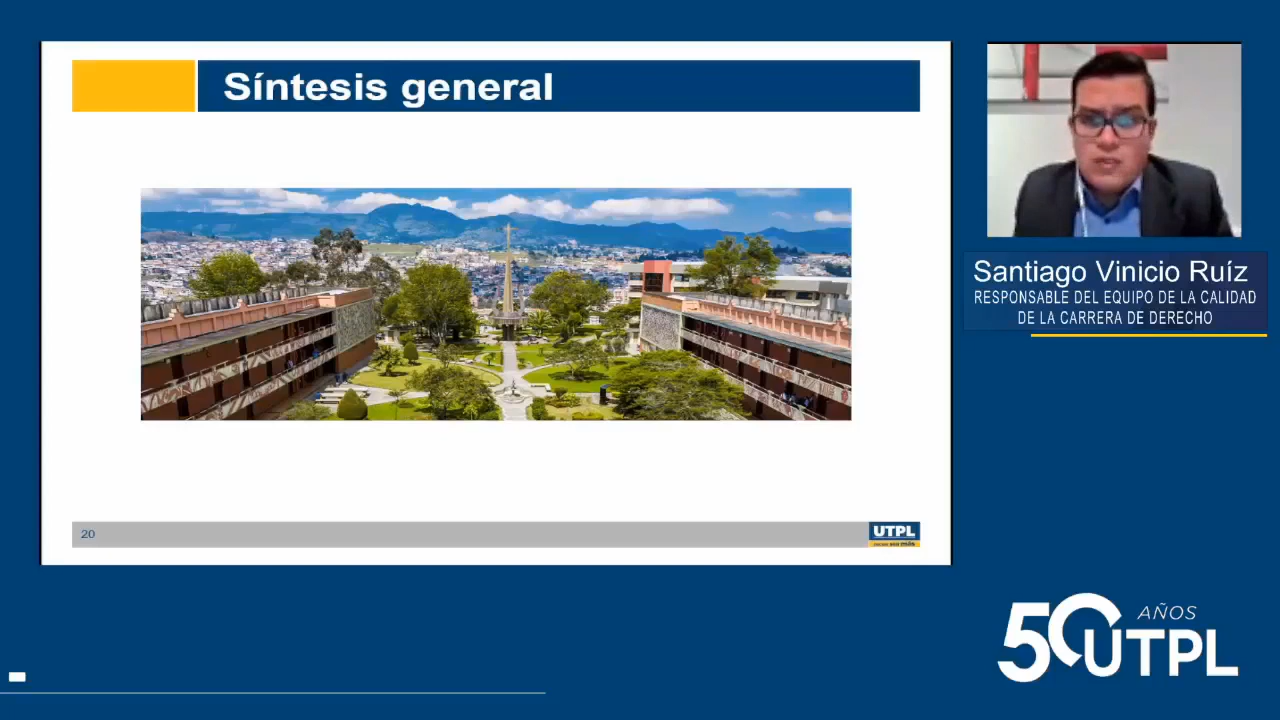 Síntesis general
Santiago Vinicio Ruíz
RESPONSABLE DEL EQUIPO DE LA CALIDAD
DE LA CARRERA DE DERECHO
20
UTPL
50 AÑOS
UTPL